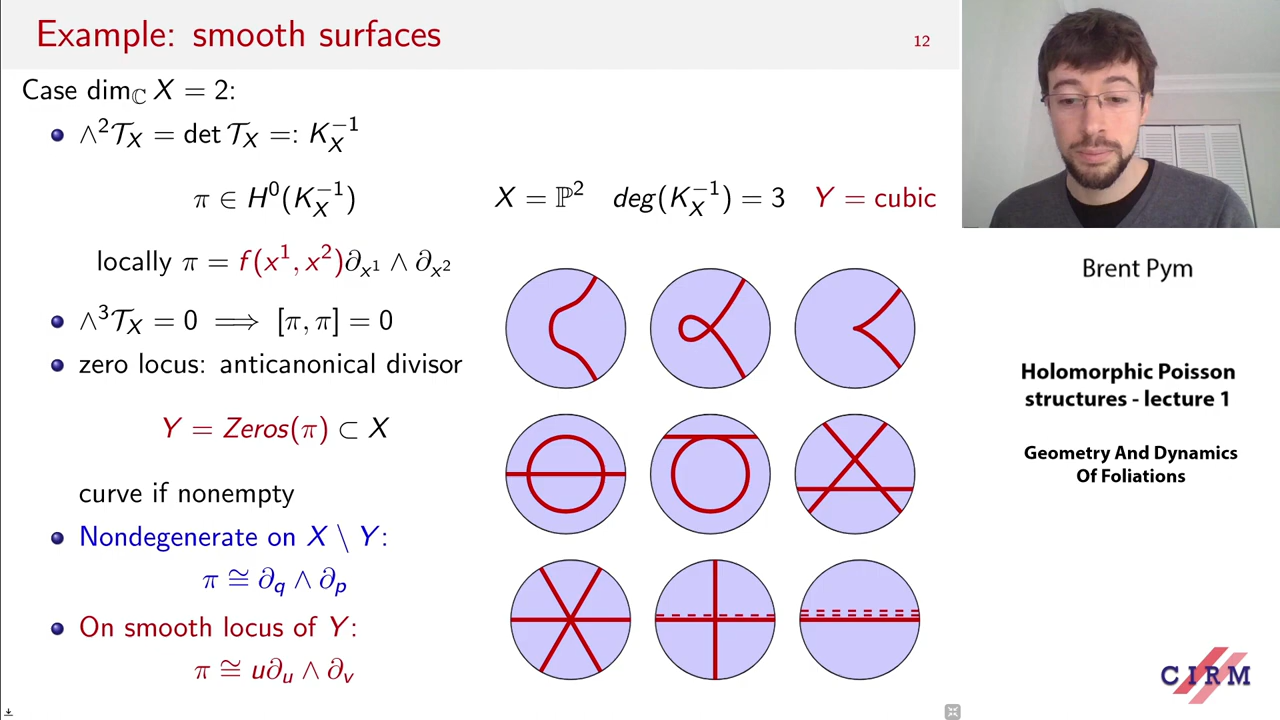 Example: smooth surfaces
12
Case dim_ℂ X = 2:
∧²𝒯_X = det 𝒯_X =: K_X^{-1}
π ∈ H⁰(K_X^{-1})
X = ℙ² deg(K_X^{-1}) = 3 Y = cubic
locally π = f(x¹, x²)∂_{x¹} ∧ ∂_{x²}
∧³𝒯_X = 0 ⟹ [π, π] = 0
zero locus: anticanonical divisor
Y = Zeros(π) ⊂ X
curve if nonempty
Nondegenerate on X \ Y:
π ≅ ∂_q ∧ ∂_p
On smooth locus of Y:
π ≅ u∂_u ∧ ∂_v
Brent Pym
Holomorphic Poisson
structures - lecture 1
Geometry And Dynamics
Of Foliations
CIRM